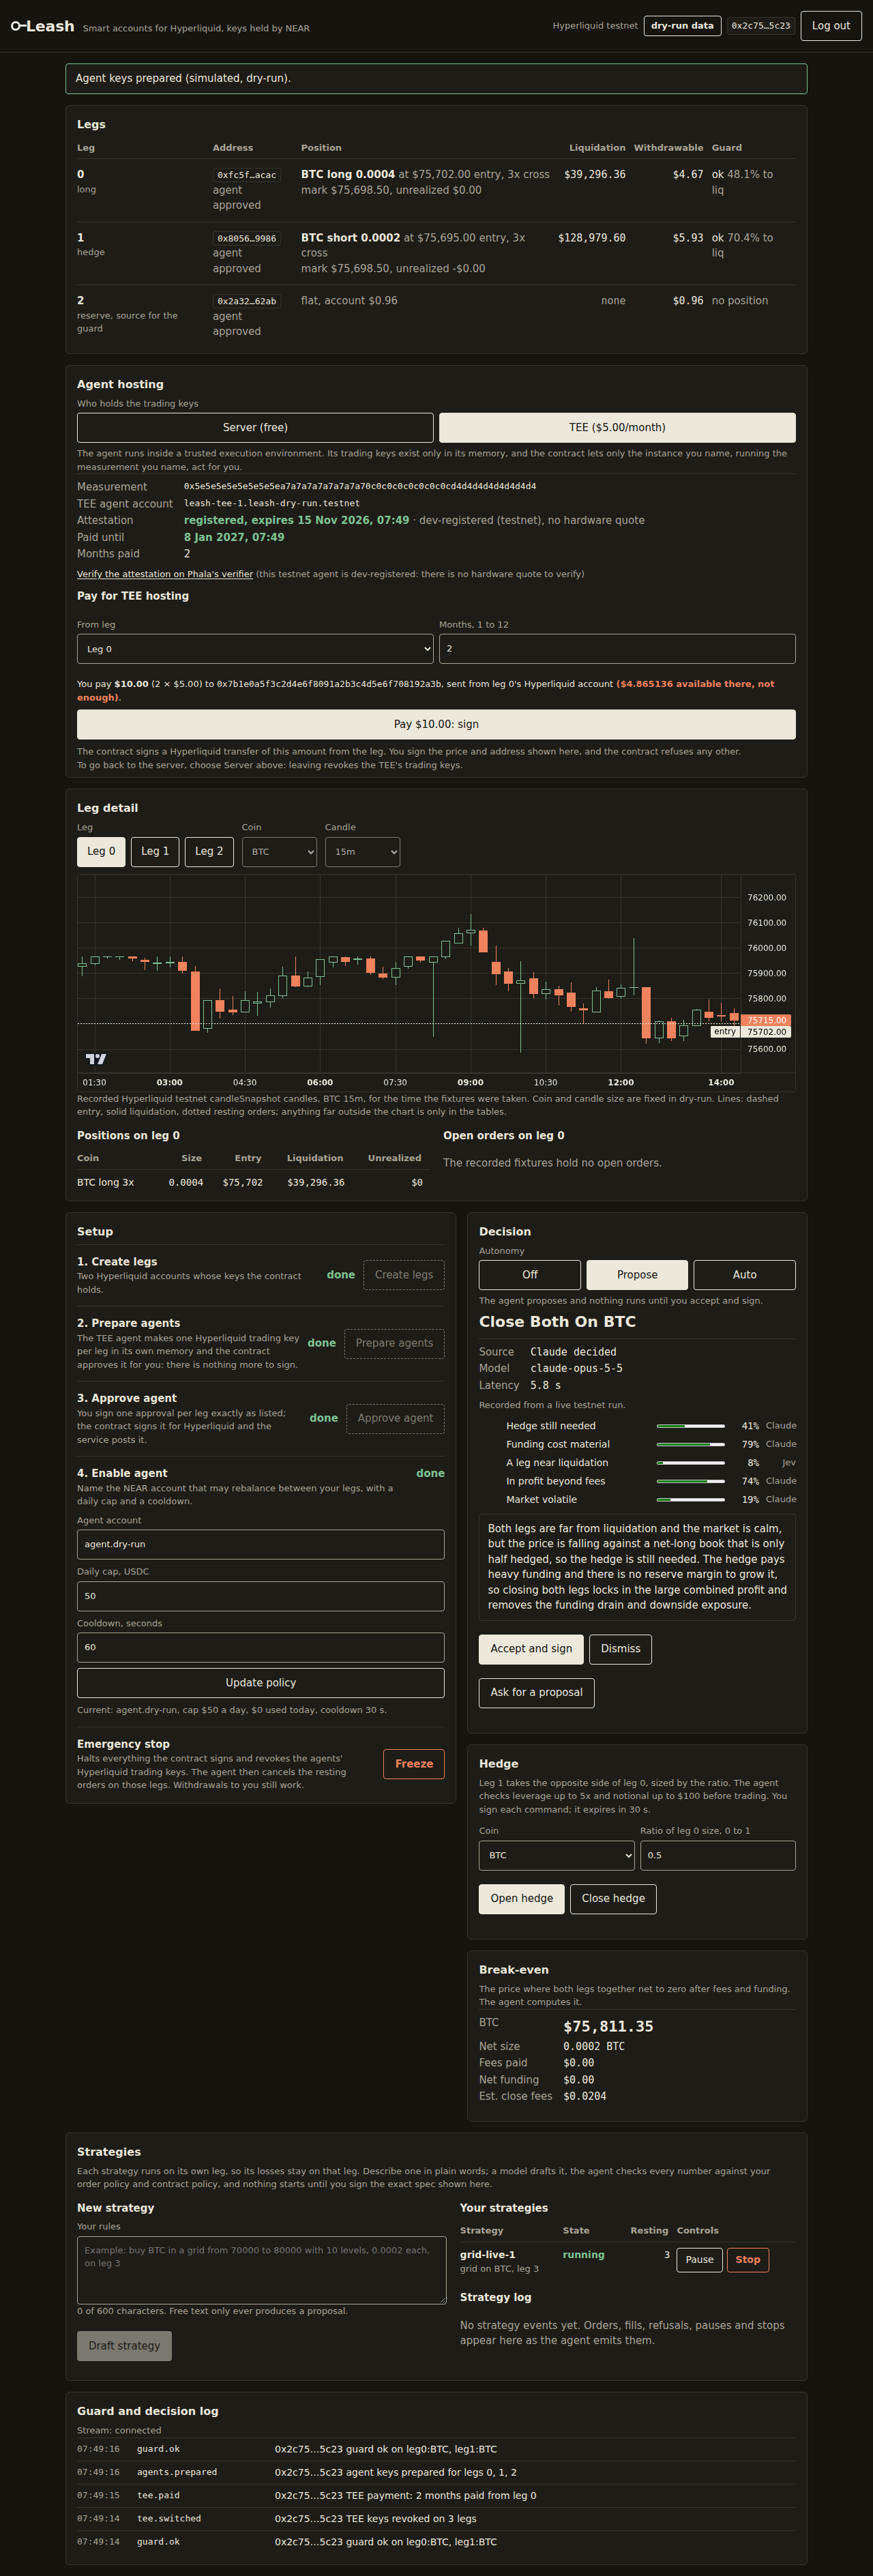 Leash Smart accounts for Hyperliquid, keys held by NEAR
Hyperliquid testnet dry-run data 0x2c75…5c23 Log out
Agent keys prepared (simulated, dry-run).
Legs
Leg Address Position Liquidation Withdrawable Guard
0 0xfc5f…acac BTC long 0.0004 at $75,702.00 entry, 3x cross $39,296.36 $4.67 ok 48.1% to
long agent mark $75,698.50, unrealized $0.00 liq
approved
1 0x8056…9986 BTC short 0.0002 at $75,695.00 entry, 3x $128,979.60 $5.93 ok 70.4% to
hedge agent cross liq
approved mark $75,698.50, unrealized -$0.00
2 0x2a32…62ab flat, account $0.96 none $0.96 no position
reserve, source for the agent
guard approved
Agent hosting
Who holds the trading keys
Server (free) TEE ($5.00/month)
The agent runs inside a trusted execution environment. Its trading keys exist only in its memory, and the contract lets only the instance you name, running the
measurement you name, act for you.
TEE agent account leash-tee-1.leash-dry-run.testnet
Attestation registered, expires 15 Nov 2026, 07:49 · dev-registered (testnet), no hardware quote
Paid until 8 Jan 2027, 07:49
Months paid 2
Verify the attestation on Phala's verifier (this testnet agent is dev-registered: there is no hardware quote to verify)
Pay for TEE hosting
From leg Months, 1 to 12
Leg 0 2
You pay $10.00 (2 × $5.00) to 0x7b1e0a5f3c2d4e6f8091a2b3c4d5e6f708192a3b, sent from leg 0's Hyperliquid account ($4.865136 available there, not
enough).
Pay $10.00: sign
The contract signs a Hyperliquid transfer of this amount from the leg. You sign the price and address shown here, and the contract refuses any other.
To go back to the server, choose Server above: leaving revokes the TEE's trading keys.
Leg detail
Leg Coin Candle
Leg 0 Leg 1 Leg 2 BTC 15m
76200.00
76100.00
76000.00
75900.00
75800.00
75715.00
entry 75702.00
75600.00
01:30 03:00 04:30 06:00 07:30 09:00 10:30 12:00 14:00
Recorded Hyperliquid testnet candleSnapshot candles, BTC 15m, for the time the fixtures were taken. Coin and candle size are fixed in dry-run. Lines: dashed
entry, solid liquidation, dotted resting orders; anything far outside the chart is only in the tables.
Positions on leg 0
Coin Size Entry Liquidation Unrealized
BTC long 3x 0.0004 $75,702 $39,296.36 $0
Open orders on leg 0
The recorded fixtures hold no open orders.
Setup
1. Create legs
Two Hyperliquid accounts whose keys the contract
holds.
done Create legs
2. Prepare agents
The TEE agent makes one Hyperliquid trading key
per leg in its own memory and the contract
approves it for you: there is nothing more to sign.
done Prepare agents
3. Approve agent
You sign one approval per leg exactly as listed;
the contract signs it for Hyperliquid and the
service posts it.
done Approve agent
4. Enable agent done
Name the NEAR account that may rebalance between your legs, with a
daily cap and a cooldown.
Agent account
agent.dry-run
Daily cap, USDC
50
Cooldown, seconds
60
Update policy
Current: agent.dry-run, cap $50 a day, $0 used today, cooldown 30 s.
Emergency stop
Halts everything the contract signs and revokes the agents'
Hyperliquid trading keys. The agent then cancels the resting
orders on those legs. Withdrawals to you still work.
Freeze
Decision
Autonomy
Off Propose Auto
The agent proposes and nothing runs until you accept and sign.
Close Both On BTC
Source Claude decided
Model claude-opus-5-5
Latency 5.8 s
Recorded from a live testnet run.
Hedge still needed 41% Claude
Funding cost material 79% Claude
A leg near liquidation 8% Jev
In profit beyond fees 74% Claude
Market volatile 19% Claude
Both legs are far from liquidation and the market is calm,
but the price is falling against a net-long book that is only
half hedged, so the hedge is still needed. The hedge pays
heavy funding and there is no reserve margin to grow it,
so closing both legs locks in the large combined profit and
removes the funding drain and downside exposure.
Accept and sign Dismiss
Ask for a proposal
Hedge
Leg 1 takes the opposite side of leg 0, sized by the ratio. The agent
checks leverage up to 5x and notional up to $100 before trading. You
sign each command; it expires in 30 s.
Coin Ratio of leg 0 size, 0 to 1
BTC 0.5
Open hedge Close hedge
Break-even
The price where both legs together net to zero after fees and funding.
The agent computes it.
BTC $75,811.35
Net size 0.0002 BTC
Fees paid $0.00
Net funding $0.00
Est. close fees $0.0204
Strategies
Each strategy runs on its own leg, so its losses stay on that leg. Describe one in plain words; a model drafts it, the agent checks every number against your
order policy and contract policy, and nothing starts until you sign the exact spec shown here.
New strategy
Your rules
Example: buy BTC in a grid from 70000 to 80000 with 10 levels, 0.0002 each,
on leg 3
0 of 600 characters. Free text only ever produces a proposal.
Draft strategy
Your strategies
Strategy State Resting Controls
grid-live-1 running 3 Pause Stop
grid on BTC, leg 3
Strategy log
No strategy events yet. Orders, fills, refusals, pauses and stops
appear here as the agent emits them.
Guard and decision log
Stream: connected
07:49:16 guard.ok 0x2c75…5c23 guard ok on leg0:BTC, leg1:BTC
07:49:16 agents.prepared 0x2c75…5c23 agent keys prepared for legs 0, 1, 2
07:49:15 tee.paid 0x2c75…5c23 TEE payment: 2 months paid from leg 0
07:49:14 tee.switched 0x2c75…5c23 TEE keys revoked on 3 legs
07:49:14 guard.ok 0x2c75…5c23 guard ok on leg0:BTC, leg1:BTC